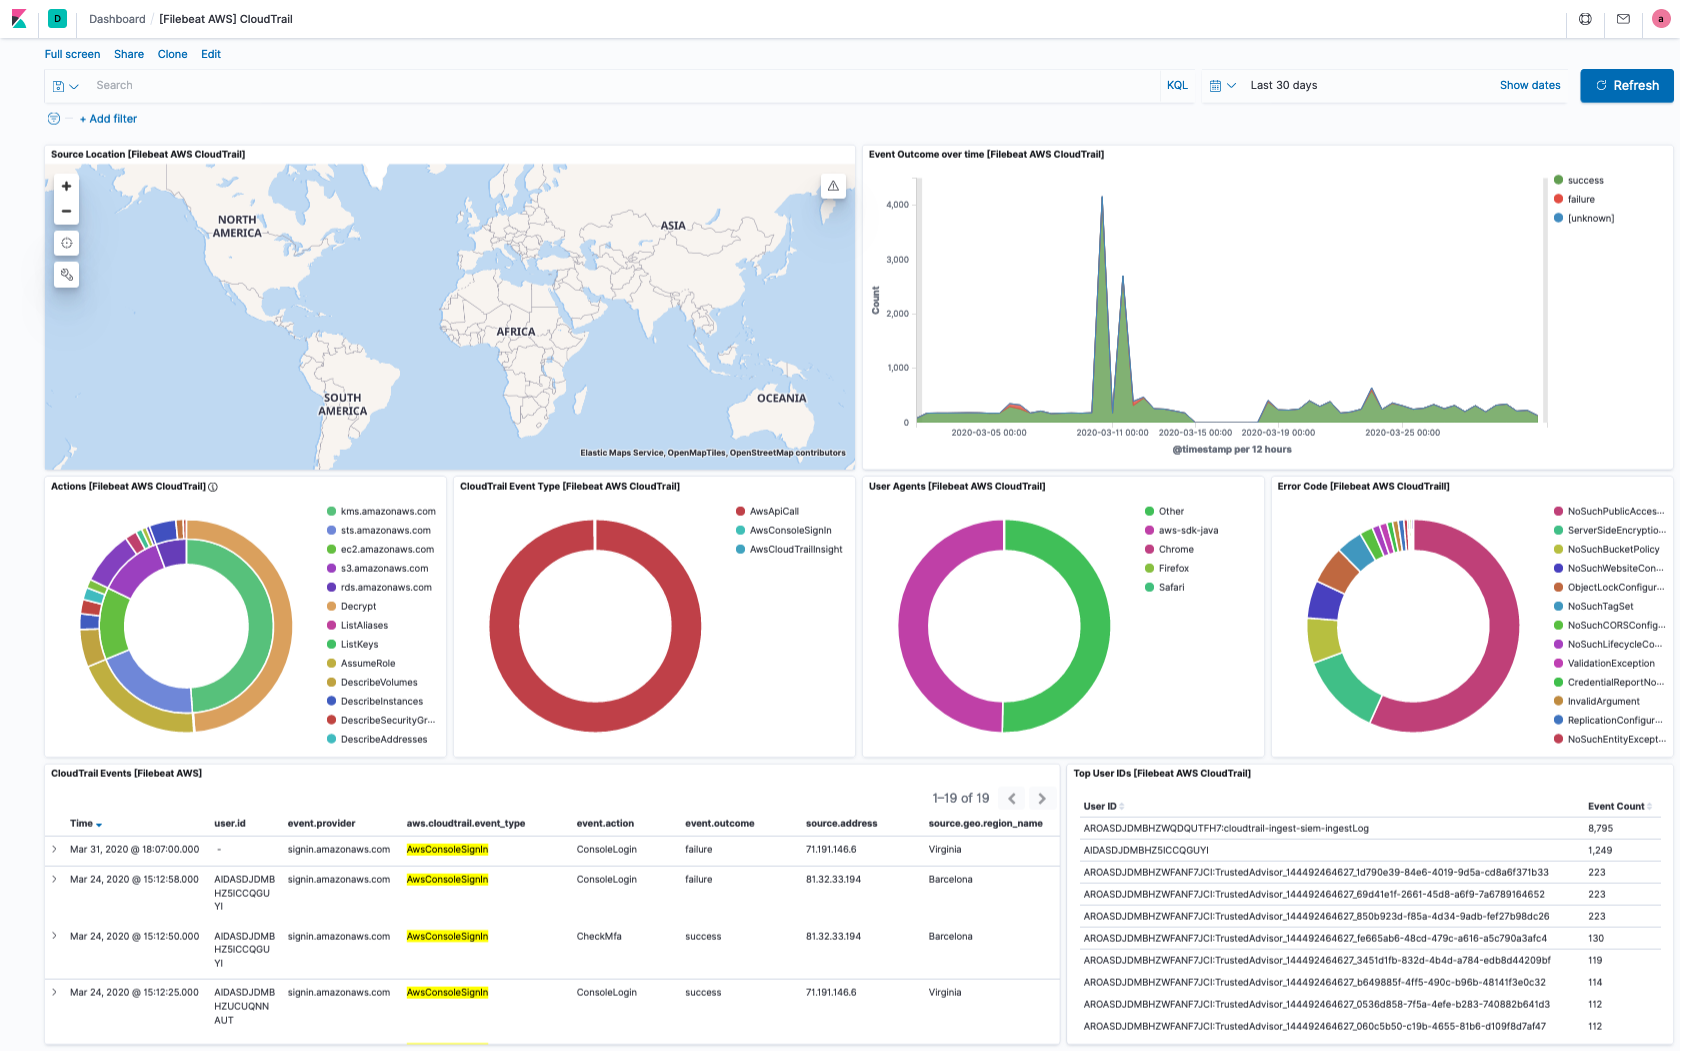 D Dashboard / [Filebeat AWS] CloudTrail a
Full screen Share Clone Edit
Search KQL Last 30 days Show dates Refresh
+ Add filter
Source Location [Filebeat AWS CloudTrail]
NORTH
AMERICA
ASIA
AFRICA
SOUTH
AMERICA
OCEANIA
Elastic Maps Service, OpenMapTiles, OpenStreetMap contributors
Event Outcome over time [Filebeat AWS CloudTrail]
4,000
3,000
2,000
1,000
0
Count
2020-03-05 00:00 2020-03-11 00:00 2020-03-15 00:00 2020-03-19 00:00 2020-03-25 00:00
@timestamp per 12 hours
success
failure
[unknown]
Actions [Filebeat AWS CloudTrail]
kms.amazonaws.com
sts.amazonaws.com
ec2.amazonaws.com
s3.amazonaws.com
rds.amazonaws.com
Decrypt
ListAliases
ListKeys
AssumeRole
DescribeVolumes
DescribeInstances
DescribeSecurityGr...
DescribeAddresses
CloudTrail Event Type [Filebeat AWS CloudTrail]
AwsApiCall
AwsConsoleSignIn
AwsCloudTrailInsight
User Agents [Filebeat AWS CloudTrail]
Other
aws-sdk-java
Chrome
Firefox
Safari
Error Code [Filebeat AWS CloudTraill]
NoSuchPublicAcces...
ServerSideEncryptio...
NoSuchBucketPolicy
NoSuchWebsiteCon...
ObjectLockConfigur...
NoSuchTagSet
NoSuchCORSConfig...
NoSuchLifecycleCo...
ValidationException
CredentialReportNo...
InvalidArgument
ReplicationConfigur...
NoSuchEntityExcept...
CloudTrail Events [Filebeat AWS]
1–19 of 19
Time user.id event.provider aws.cloudtrail.event_type event.action event.outcome source.address source.geo.region_name
Mar 31, 2020 @ 18:07:00.000 - signin.amazonaws.com AwsConsoleSignIn ConsoleLogin failure 71.191.146.6 Virginia
Mar 24, 2020 @ 15:12:58.000 AIDASDJDMB signin.amazonaws.com AwsConsoleSignIn ConsoleLogin failure 81.32.33.194 Barcelona
HZ5ICCQGU
YI
Mar 24, 2020 @ 15:12:50.000 AIDASDJDMB signin.amazonaws.com AwsConsoleSignIn CheckMfa success 81.32.33.194 Barcelona
HZ5ICCQGU
YI
Mar 24, 2020 @ 15:12:25.000 AIDASDJDMB signin.amazonaws.com AwsConsoleSignIn ConsoleLogin success 71.191.146.6 Virginia
HZUCUQNN
AUT
Top User IDs [Filebeat AWS CloudTrail]
User ID Event Count
AROASDJDMBHZWQDQUTFH7:cloudtrail-ingest-siem-ingestLog 8,795
AIDASDJDMBHZ5ICCQGUYI 1,249
AROASDJDMBHZWFANF7JCI:TrustedAdvisor_144492464627_1d790e39-84e6-4019-9d5a-cd8a6f371b33 223
AROASDJDMBHZWFANF7JCI:TrustedAdvisor_144492464627_69d41e1f-2661-45d8-a6f9-7a6789164652 223
AROASDJDMBHZWFANF7JCI:TrustedAdvisor_144492464627_850b923d-f85a-4d34-9adb-fef27b98dc26 223
AROASDJDMBHZWFANF7JCI:TrustedAdvisor_144492464627_fe665ab6-48cd-479c-a616-a5c790a3afc4 130
AROASDJDMBHZWFANF7JCI:TrustedAdvisor_144492464627_3451d1fb-832d-4b4d-a784-edb8d44209bf 119
AROASDJDMBHZWFANF7JCI:TrustedAdvisor_144492464627_b649885f-4ff5-490c-b96b-48141f3e0c32 114
AROASDJDMBHZWFANF7JCI:TrustedAdvisor_144492464627_0536d858-7f5a-4efe-b283-740882b641d3 112
AROASDJDMBHZWFANF7JCI:TrustedAdvisor_144492464627_060c5b50-c19b-4655-81b6-d109f8d7af47 112